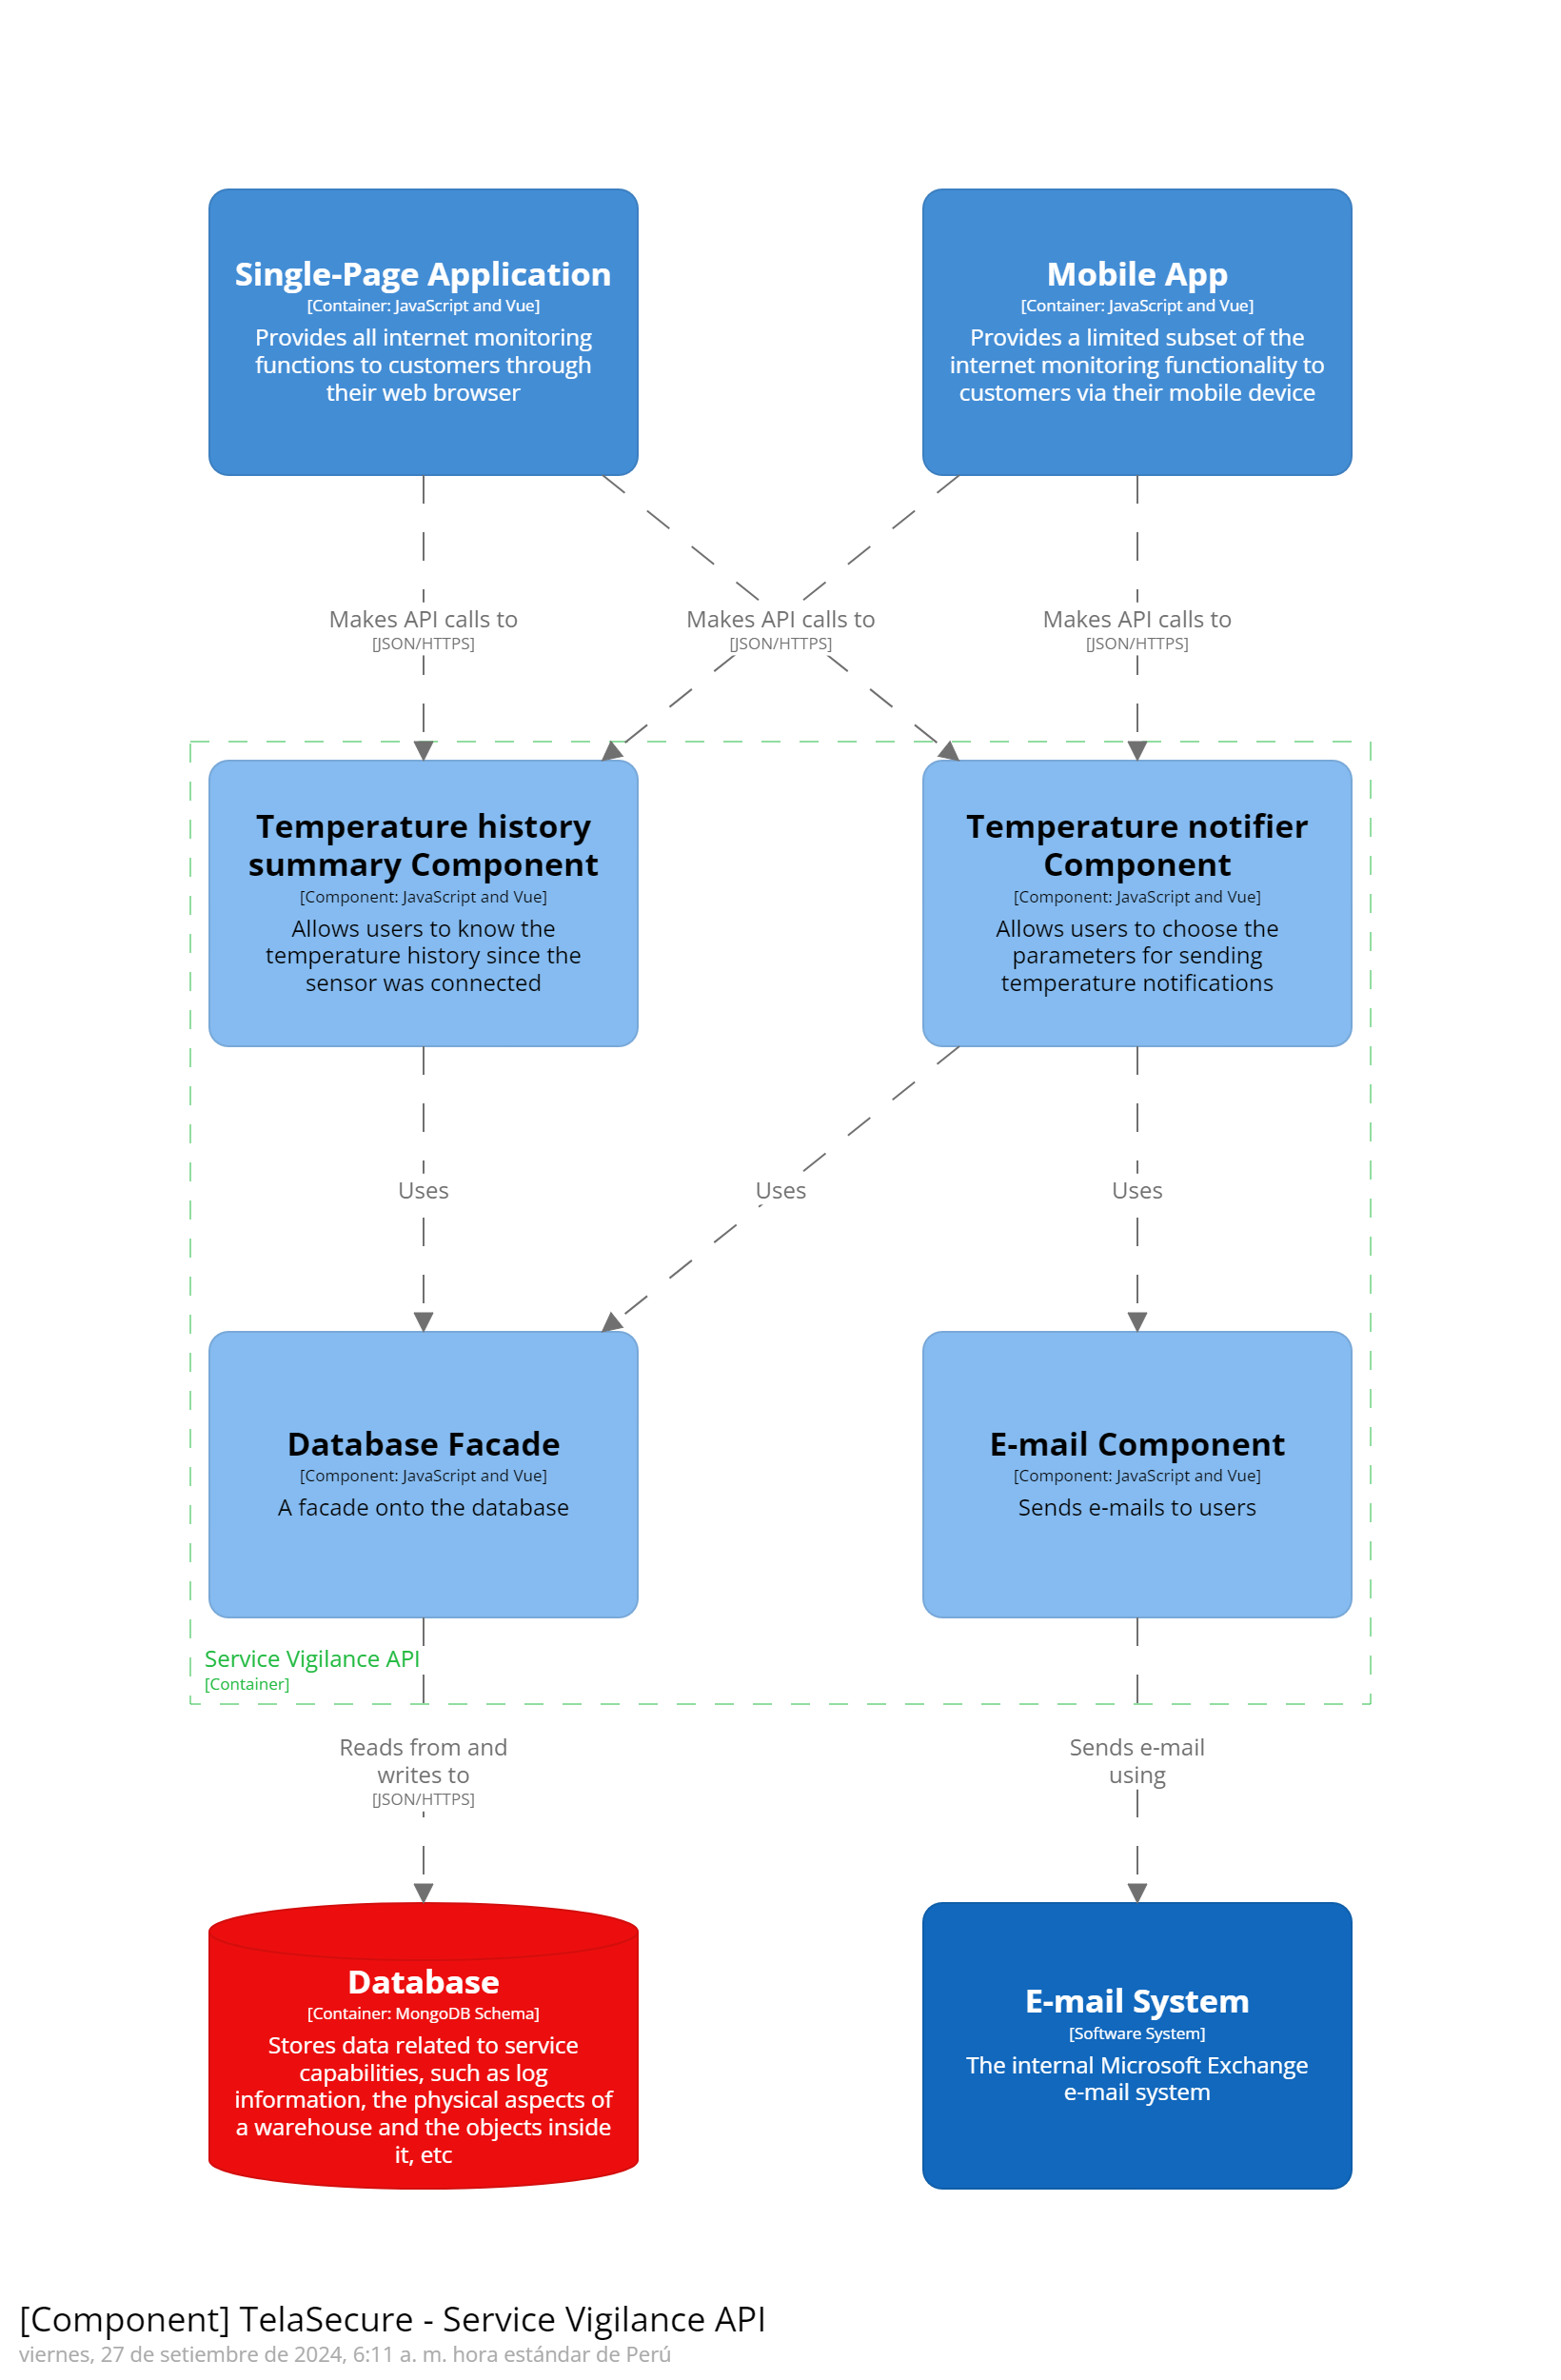 Single-Page Application
[Container: JavaScript and Vue]
Provides all internet monitoring
functions to customers through
their web browser
Mobile App
[Container: JavaScript and Vue]
Provides a limited subset of the
internet monitoring functionality to
customers via their mobile device
Makes API calls to
[JSON/HTTPS]
Makes API calls to
[JSON/HTTPS]
Makes API calls to
[JSON/HTTPS]
Temperature history
summary Component
[Component: JavaScript and Vue]
Allows users to know the
temperature history since the
sensor was connected
Temperature notifier
Component
[Component: JavaScript and Vue]
Allows users to choose the
parameters for sending
temperature notifications
Uses
Uses
Uses
Database Facade
[Component: JavaScript and Vue]
A facade onto the database
E-mail Component
[Component: JavaScript and Vue]
Sends e-mails to users
Service Vigilance API
[Container]
Reads from and
writes to
[JSON/HTTPS]
Sends e-mail
using
Database
[Container: MongoDB Schema]
Stores data related to service
capabilities, such as log
information, the physical aspects of
a warehouse and the objects inside
it, etc
E-mail System
[Software System]
The internal Microsoft Exchange
e-mail system
[Component] TelaSecure - Service Vigilance API
viernes, 27 de setiembre de 2024, 6:11 a. m. hora estándar de Perú